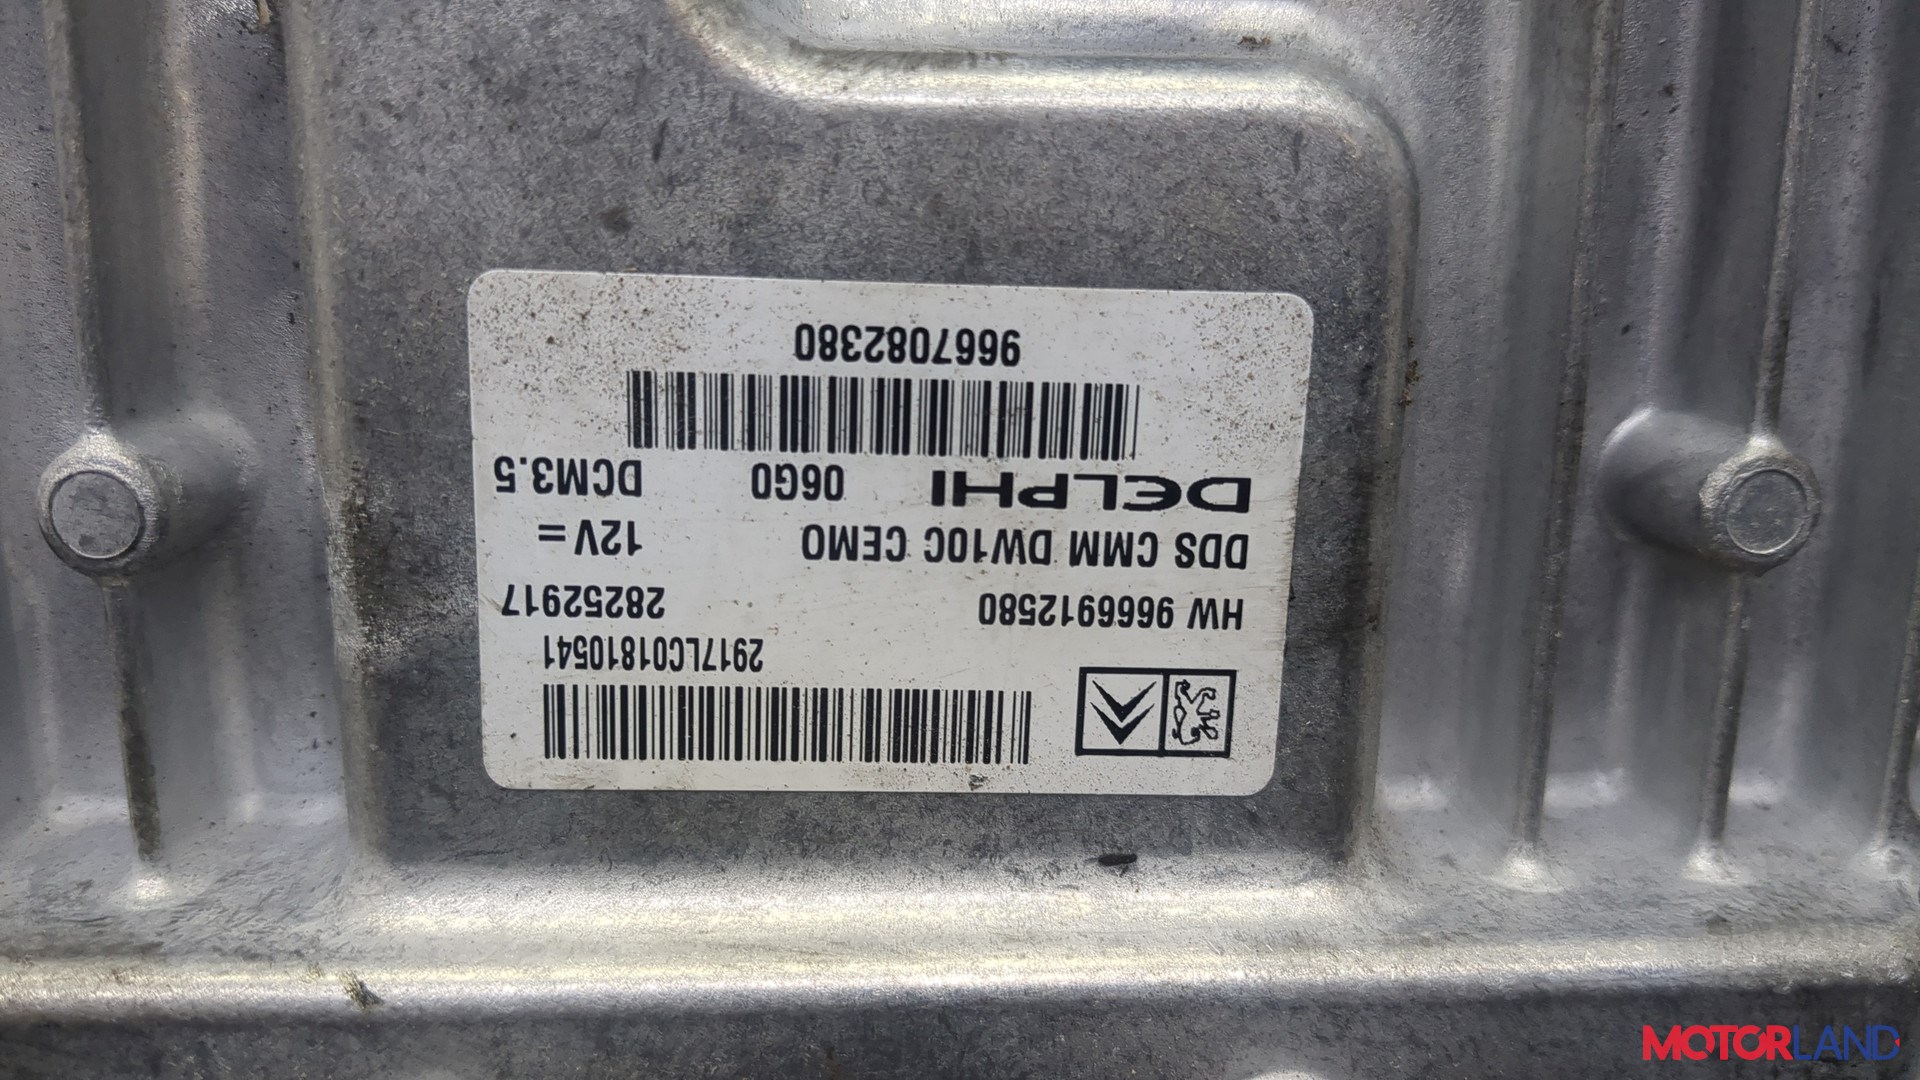 2917LC01810541
HW 9666912580 28252917
DDS CMM DW10C CEMO 12V =
DELPHI 06G0 DCM3.5
9667082380
MOTORLAND